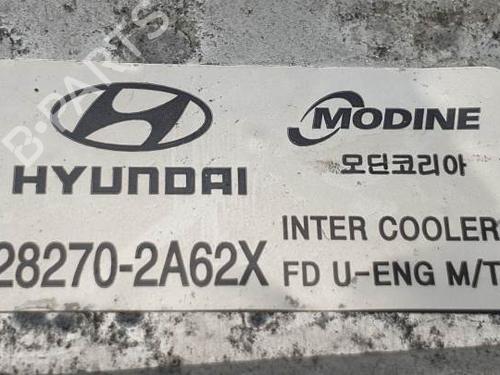 HYUNDAI
MODINE
모딘코리아
28270-2A62X
INTER COOLER
FD U-ENG M/T
B-PARTS